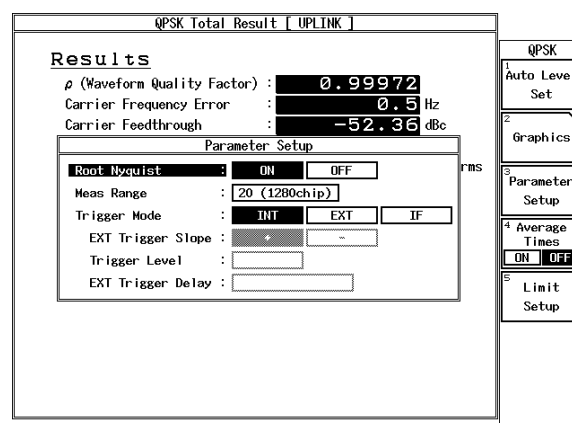 QPSK Total Result [ UPLINK ]
Results
ρ (Waveform Quality Factor) : 0.99972
Carrier Frequency Error : 0.5 Hz
Carrier Feedthrough : -52.36 dBc
Parameter Setup
rms
Root Nyquist : ON OFF
Meas Range : 20 (1280chip)
Trigger Mode : INT EXT IF
EXT Trigger Slope : + -
Trigger Level :
EXT Trigger Delay :
QPSK
1
Auto Leve
Set
2
Graphics
3
Parameter
Setup
4 Average
Times
ON OFF
5
Limit
Setup